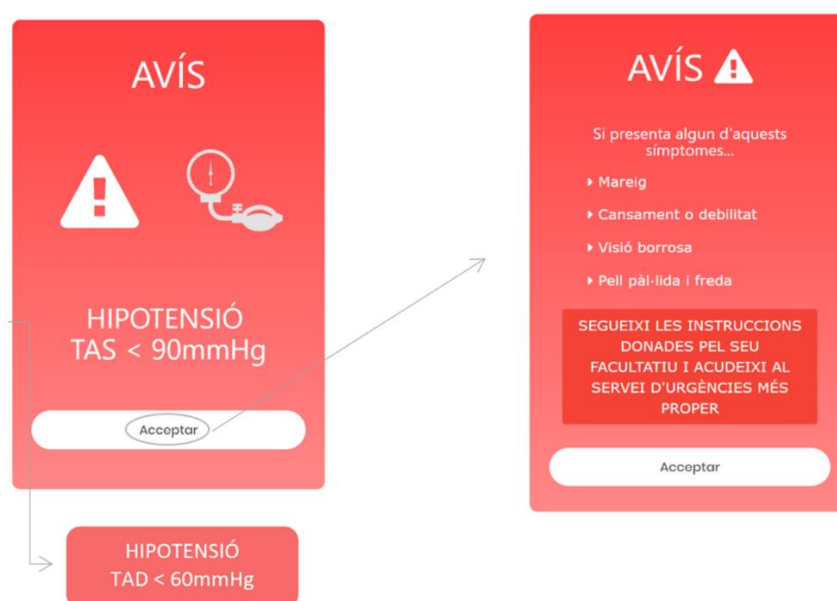 AVÍS
HIPOTENSIÓ
TAS < 90mmHg
Acceptar
HIPOTENSIÓ
TAD < 60mmHg
AVÍS
Si presenta algun d'aquests
símptomes...
Mareig
Cansament o debilitat
Visió borrosa
Pell pàl·lida i freda
SEGUEIXI LES INSTRUCCIONS
DONADES PEL SEU
FACULTATIU I ACUDEIXI AL
SERVEI D'URGÈNCIES MÉS
PROPER
Acceptar